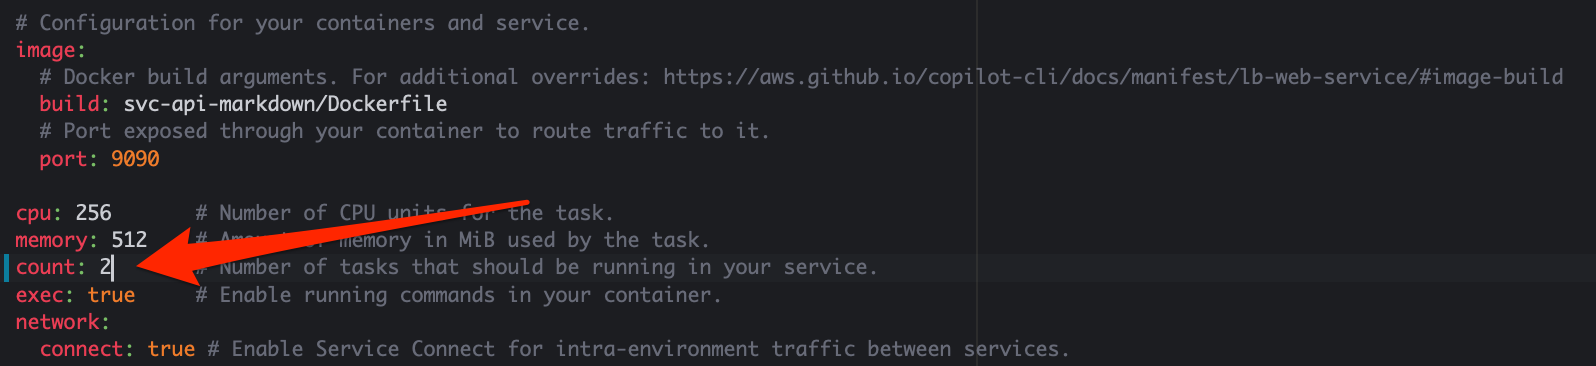 # Configuration for your containers and service.
image:
# Docker build arguments. For additional overrides: https://aws.github.io/copilot-cli/docs/manifest/lb-web-service/#image-build
build: svc-api-markdown/Dockerfile
# Port exposed through your container to route traffic to it.
port: 9090
cpu: 256 # Number of CPU units for the task.
memory: 512 # Amount of memory in MiB used by the task.
count: 2 # Number of tasks that should be running in your service.
exec: true # Enable running commands in your container.
network:
connect: true # Enable Service Connect for intra-environment traffic between services.